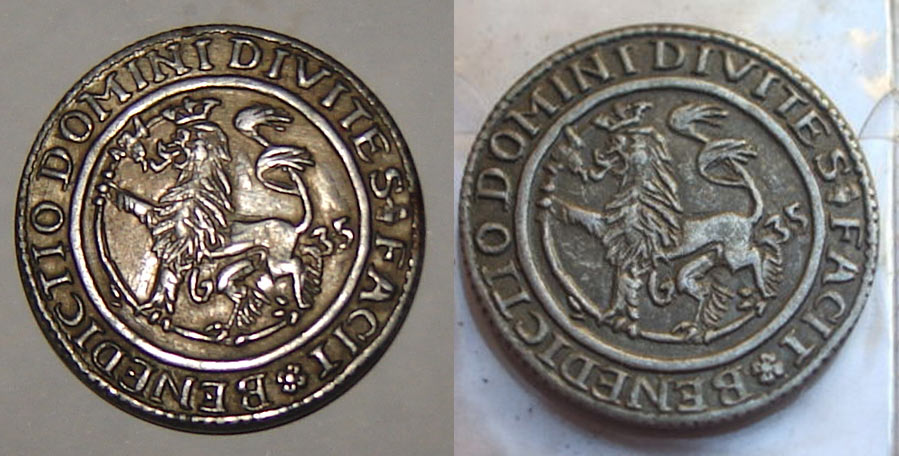 BENEDICTIO DOMINI DIVITES FACIT
35
BENEDICTIO DOMINI DIVITES FACIT
35